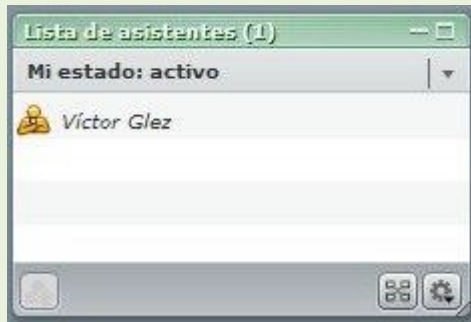 Lista de asistentes (1)
Mi estado: activo
Víctor Glez